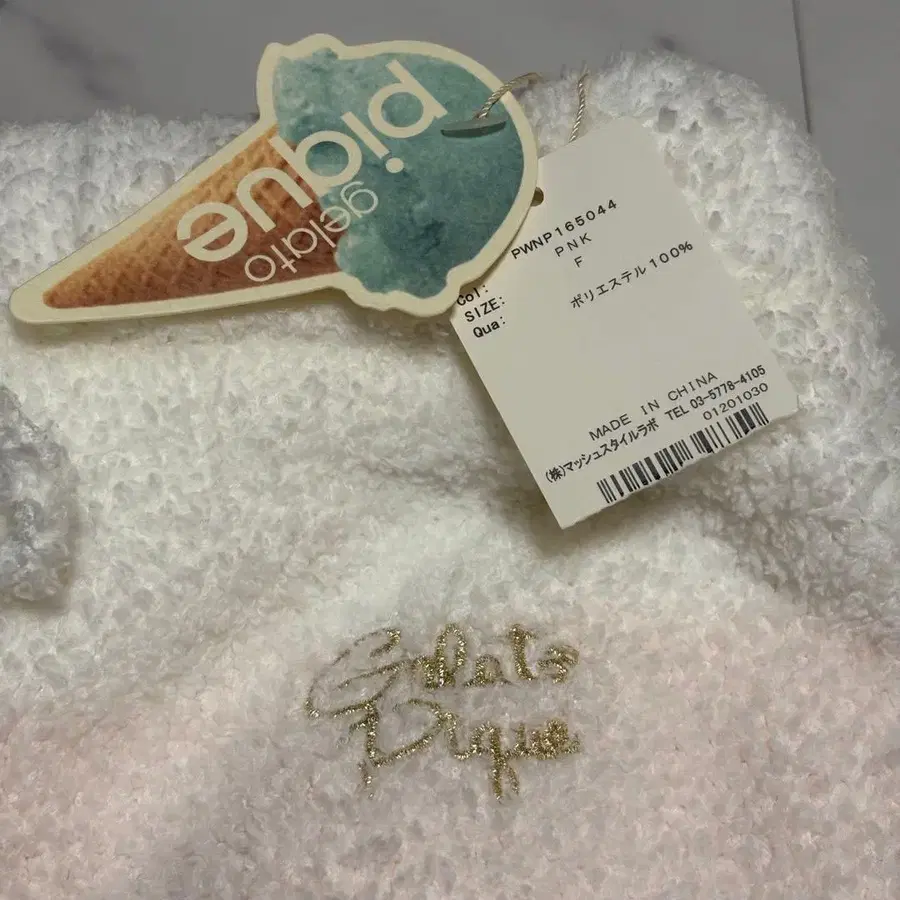 gelato
pique
PWNP165044
Col: PNK
SIZE: F
Qua: ポリエステル100%
MADE IN CHINA
(株)マッシュスタイルラボ TEL 03-5778-4105
01201030
Gelato
Pique